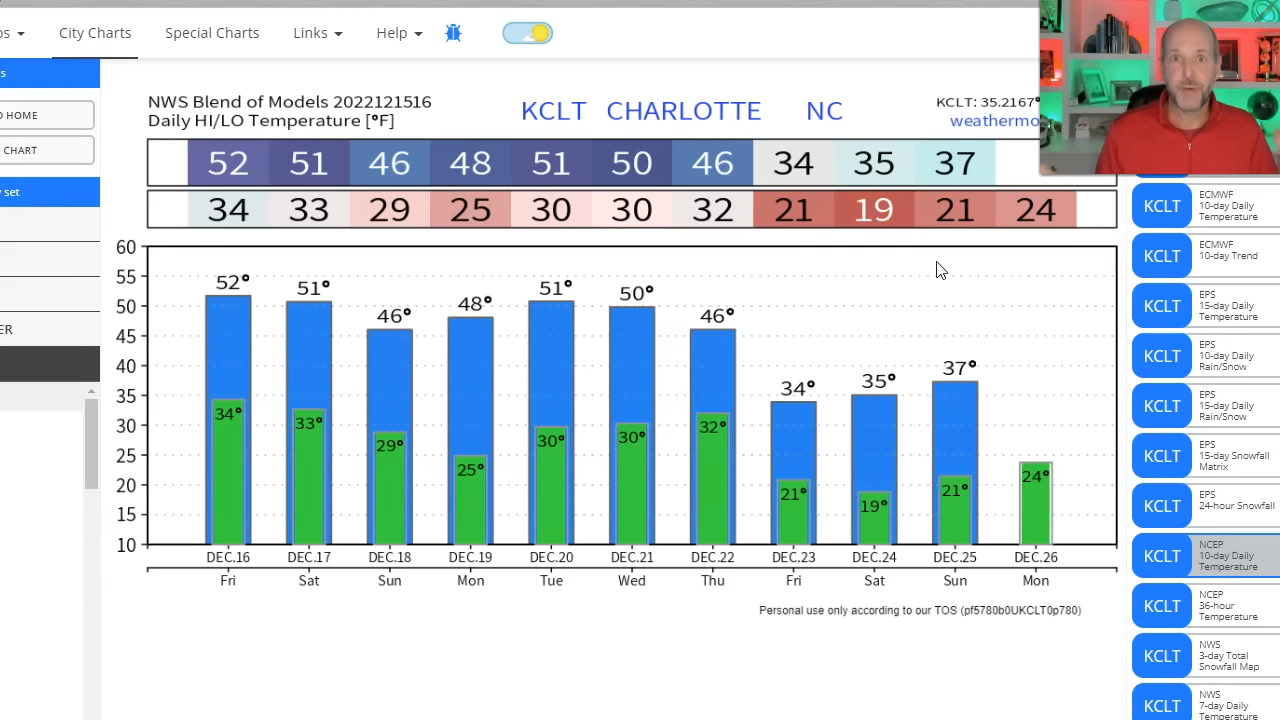 City Charts
Special Charts
Links
Help
NWS Blend of Models 2022121516
Daily HI/LO Temperature [°F]
KCLT CHARLOTTE NC
KCLT: 35.2167°
weathermo
HOME
CHART
set
ER
52 51 46 48 51 50 46 34 35 37
34 33 29 25 30 30 32 21 19 21 24
60
55
50
45
40
35
30
25
20
15
10
52° 51° 46° 48° 51° 50° 46° 34° 35° 37°
34° 33° 29° 25° 30° 30° 32° 21° 19° 21° 24°
DEC.16 DEC.17 DEC.18 DEC.19 DEC.20 DEC.21 DEC.22 DEC.23 DEC.24 DEC.25 DEC.26
Fri Sat Sun Mon Tue Wed Thu Fri Sat Sun Mon
Personal use only according to our TOS (pf5780b0UKCLT0p780)
KCLT
ECMWF
10-day Daily
Temperature
KCLT
ECMWF
10-day Trend
KCLT
EPS
15-day Daily
Temperature
KCLT
EPS
10-day Daily
Rain/Snow
KCLT
EPS
15-day Daily
Rain/Snow
KCLT
EPS
15-day Snowfall
Matrix
KCLT
EPS
24-hour Snowfall
KCLT
NCEP
10-day Daily
Temperature
KCLT
NCEP
36-hour
Temperature
KCLT
NWS
3-day Total
Snowfall Map
KCLT
NWS
7-day Daily
Temperature